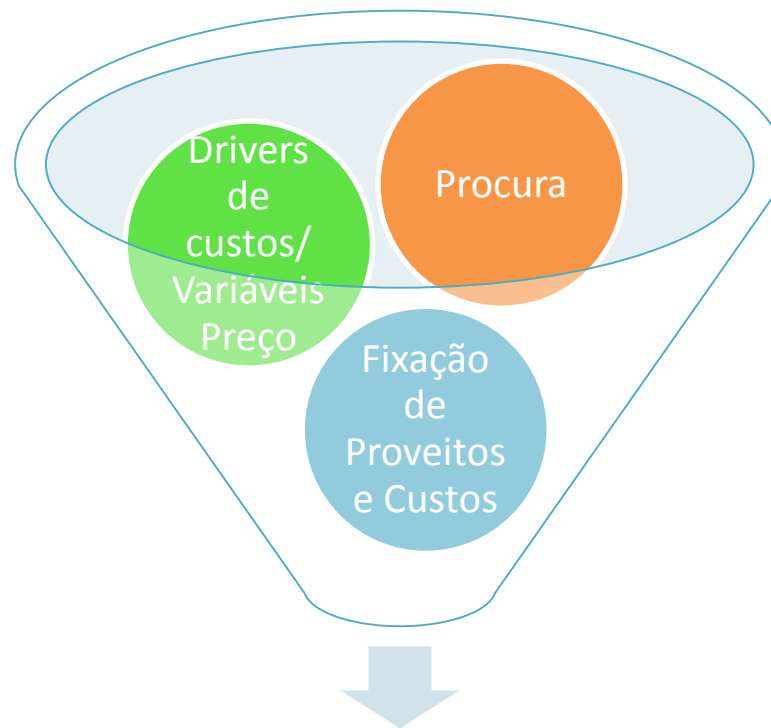 Drivers
de
custos/
Variáveis
Preço
Procura
Fixação
de
Proveitos
e Custos